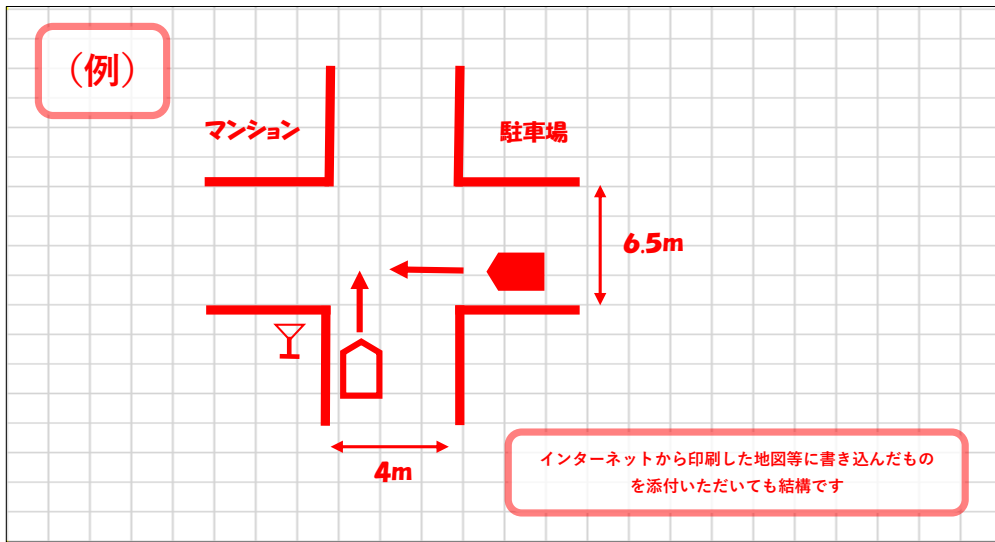 （例）
マンション
駐車場
6.5m
4m
インターネットから印刷した地図等に書き込んだもの
を添付いただいても結構です